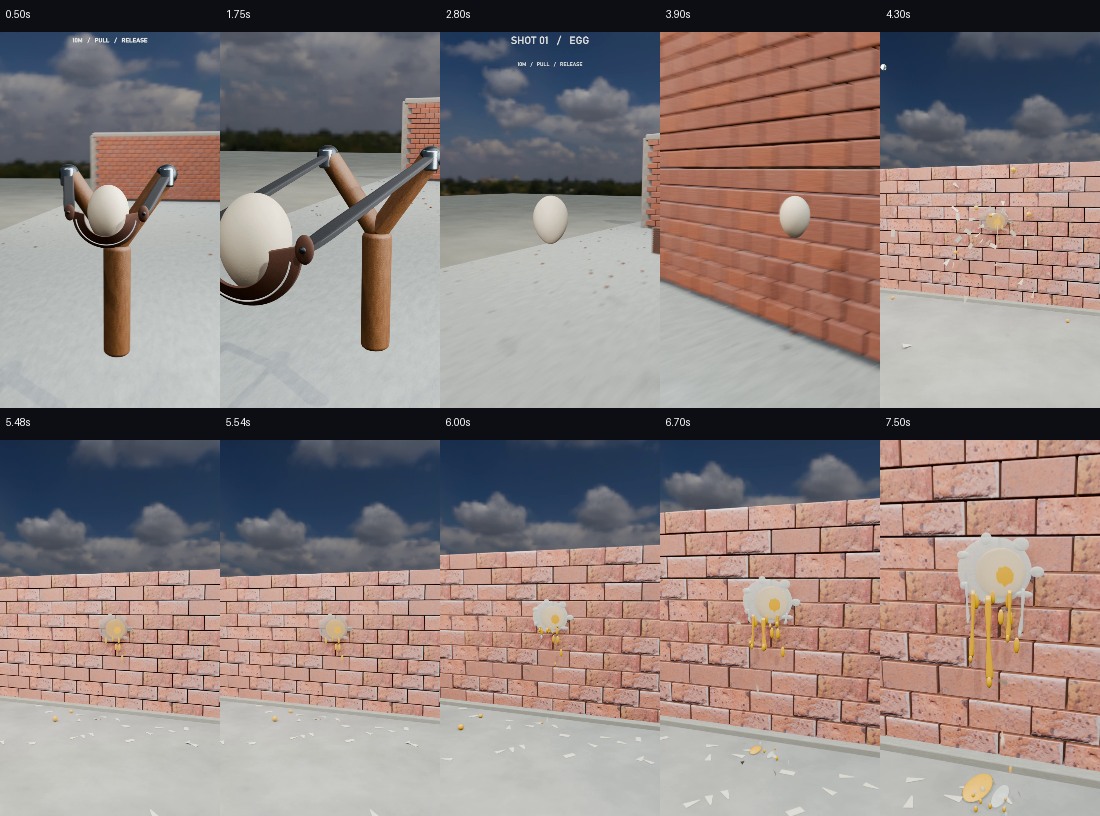 0.50s
1.75s
2.80s
3.90s
4.30s
10M / PULL / RELEASE
SHOT 01 / EGG
10M / PULL / RELEASE
5.48s
5.54s
6.00s
6.70s
7.50s